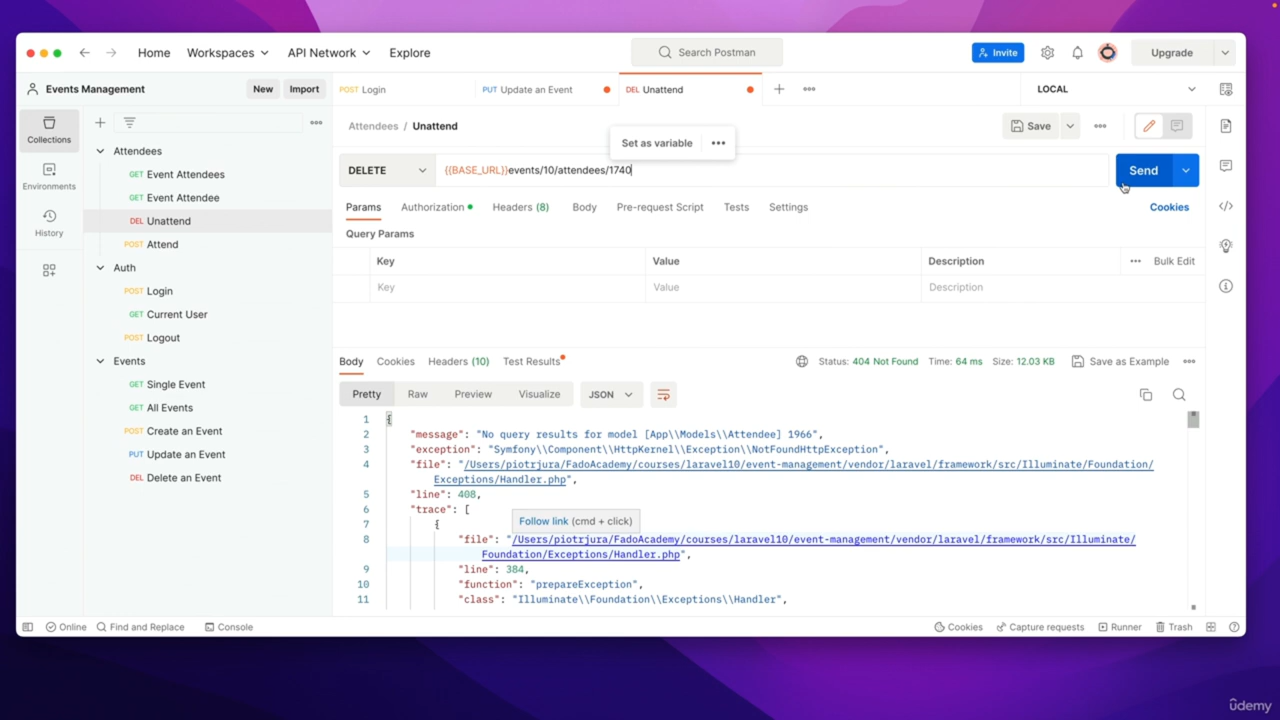 Home Workspaces API Network Explore Search Postman Invite Upgrade
Events Management New Import POST Login PUT Update an Event DEL Unattend LOCAL
Collections
Environments
History
Attendees
GET Event Attendees
GET Event Attendee
DEL Unattend
POST Attend
Auth
POST Login
GET Current User
POST Logout
Events
GET Single Event
GET All Events
POST Create an Event
PUT Update an Event
DEL Delete an Event
Attendees / Unattend Save
Set as variable
DELETE {{BASE_URL}}events/10/attendees/1740 Send
Params Authorization Headers (8) Body Pre-request Script Tests Settings Cookies
Query Params
Key Value Description Bulk Edit
Key Value Description
Body Cookies Headers (10) Test Results Status: 404 Not Found Time: 64 ms Size: 12.03 KB Save as Example
Pretty Raw Preview Visualize JSON
1 {
2 "message": "No query results for model [App\\Models\\Attendee] 1966",
3 "exception": "Symfony\\Component\\HttpKernel\\Exception\\NotFoundHttpException",
4 "file": "/Users/piotrjura/FadoAcademy/courses/laravel10/event-management/vendor/laravel/framework/src/Illuminate/Foundation/
Exceptions/Handler.php",
5 "line": 408,
6 "trace": [
7 {
Follow link (cmd + click)
8 "file": "/Users/piotrjura/FadoAcademy/courses/laravel10/event-management/vendor/laravel/framework/src/Illuminate/
Foundation/Exceptions/Handler.php",
9 "line": 384,
10 "function": "prepareException",
11 "class": "Illuminate\\Foundation\\Exceptions\\Handler",
Online Find and Replace Console Cookies Capture requests Runner Trash
ûdemy